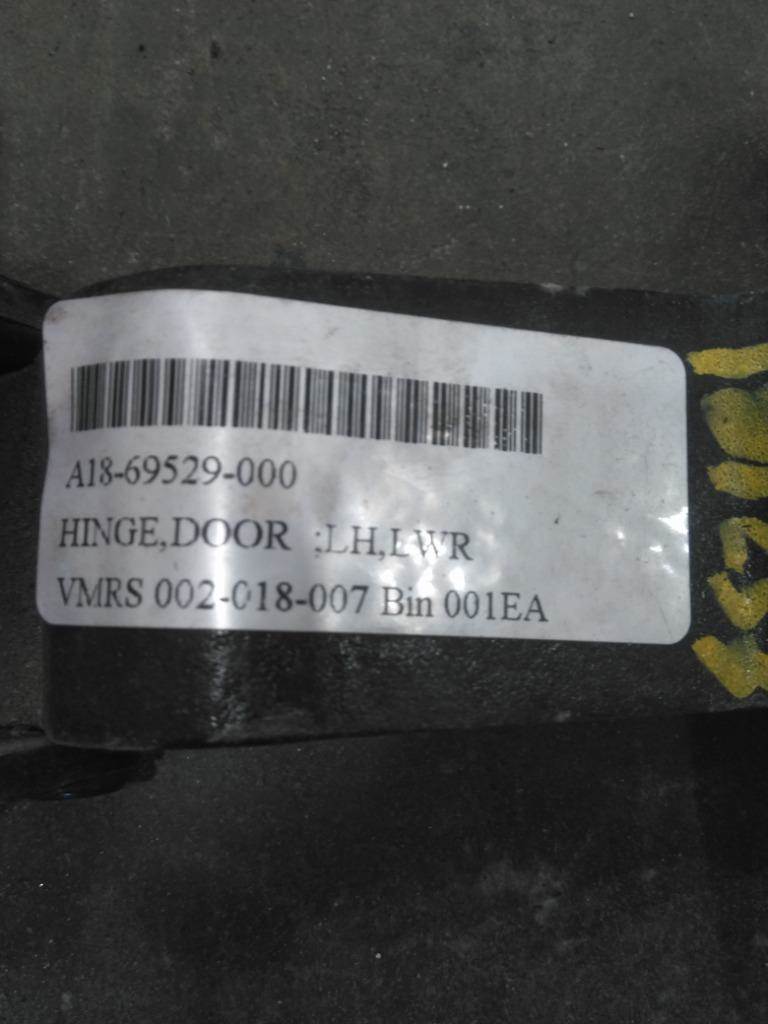 A18-69529-000
HINGE,DOOR ;LH,LWR
VMRS 002-018-007 Bin 001EA